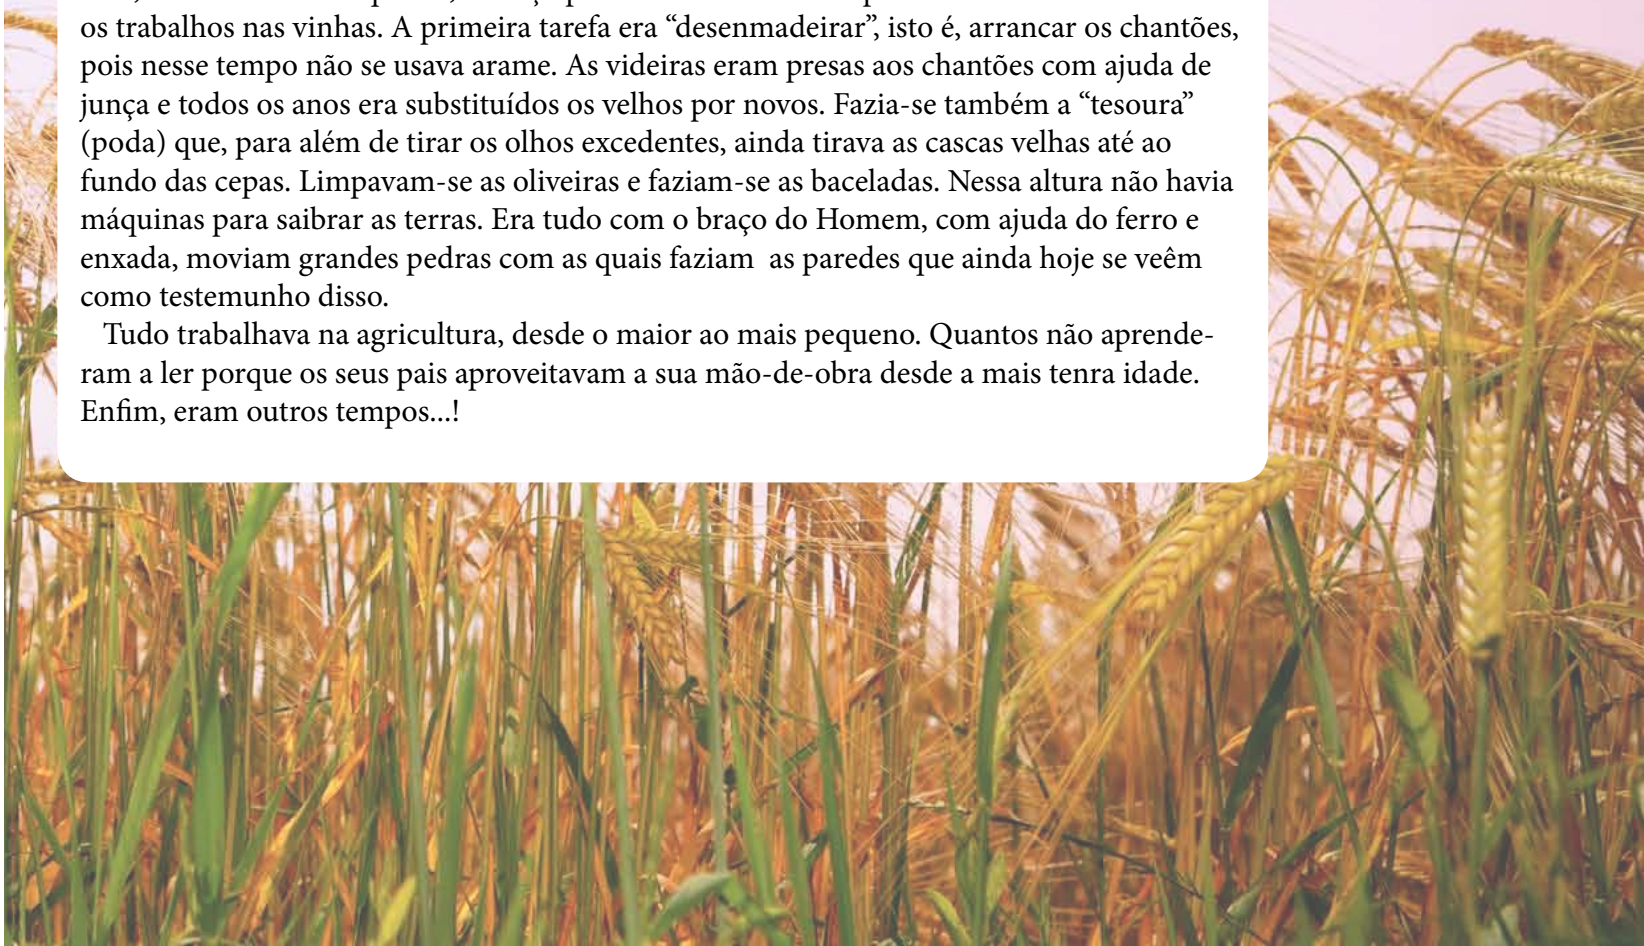 os trabalhos nas vinhas. A primeira tarefa era “desenmadeirar”, isto é, arrancar os chantões,
pois nesse tempo não se usava arame. As videiras eram presas aos chantões com ajuda de
junça e todos os anos era substituídos os velhos por novos. Fazia-se também a “tesoura”
(poda) que, para além de tirar os olhos excedentes, ainda tirava as cascas velhas até ao
fundo das cepas. Limpavam-se as oliveiras e faziam-se as baceladas. Nessa altura não havia
máquinas para saibrar as terras. Era tudo com o braço do Homem, com ajuda do ferro e
enxada, moviam grandes pedras com as quais faziam  as paredes que ainda hoje se veêm
como testemunho disso.
Tudo trabalhava na agricultura, desde o maior ao mais pequeno. Quantos não aprende-
ram a ler porque os seus pais aproveitavam a sua mão-de-obra desde a mais tenra idade.
Enfim, eram outros tempos...!